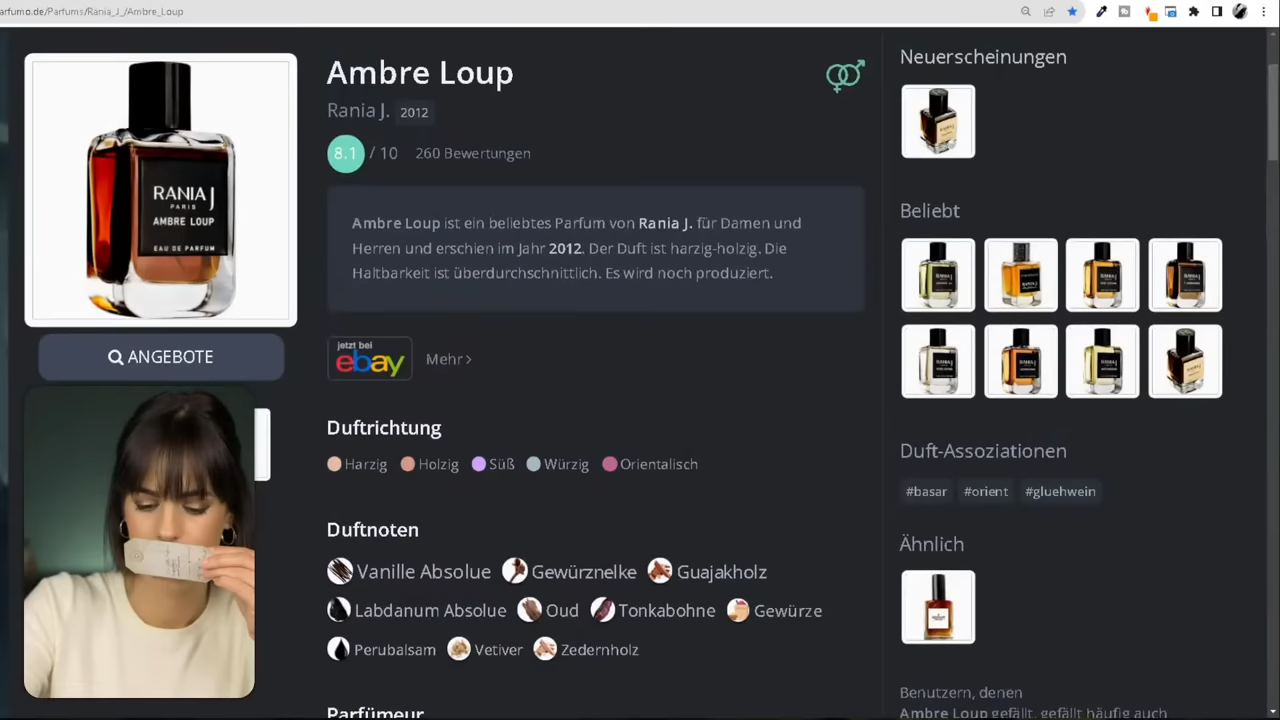 arfumo.de/Parfums/Rania_J_/Ambre_Loup
RANIA J
PARIS
AMBRE LOUP
EAU DE PARFUM
ANGEBOTE
Ambre Loup
Rania J. 2012
8.1 / 10 260 Bewertungen
Ambre Loup ist ein beliebtes Parfum von Rania J. für Damen und
Herren und erschien im Jahr 2012. Der Duft ist harzig-holzig. Die
Haltbarkeit ist überdurchschnittlich. Es wird noch produziert.
jetzt bei
ebay
Mehr >
Duftrichtung
Harzig Holzig Süß Würzig Orientalisch
Duftnoten
Vanille Absolue Gewürznelke Guajakholz
Labdanum Absolue Oud Tonkabohne Gewürze
Perubalsam Vetiver Zedernholz
Parfümeur
Neuerscheinungen
Beliebt
Duft-Assoziationen
#basar #orient #gluehwein
Ähnlich
Benutzern, denen
Ambre Loup gefällt, gefällt häufig auch